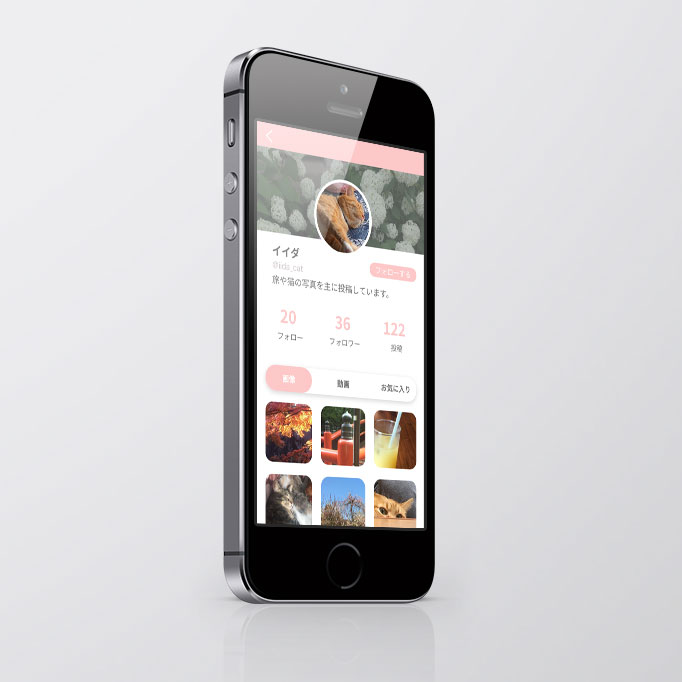 イイダ
@iida_cat
フォローする
旅や猫の写真を主に投稿しています。
20 36 122
フォロー フォロワー 投稿
画像 動画 お気に入り